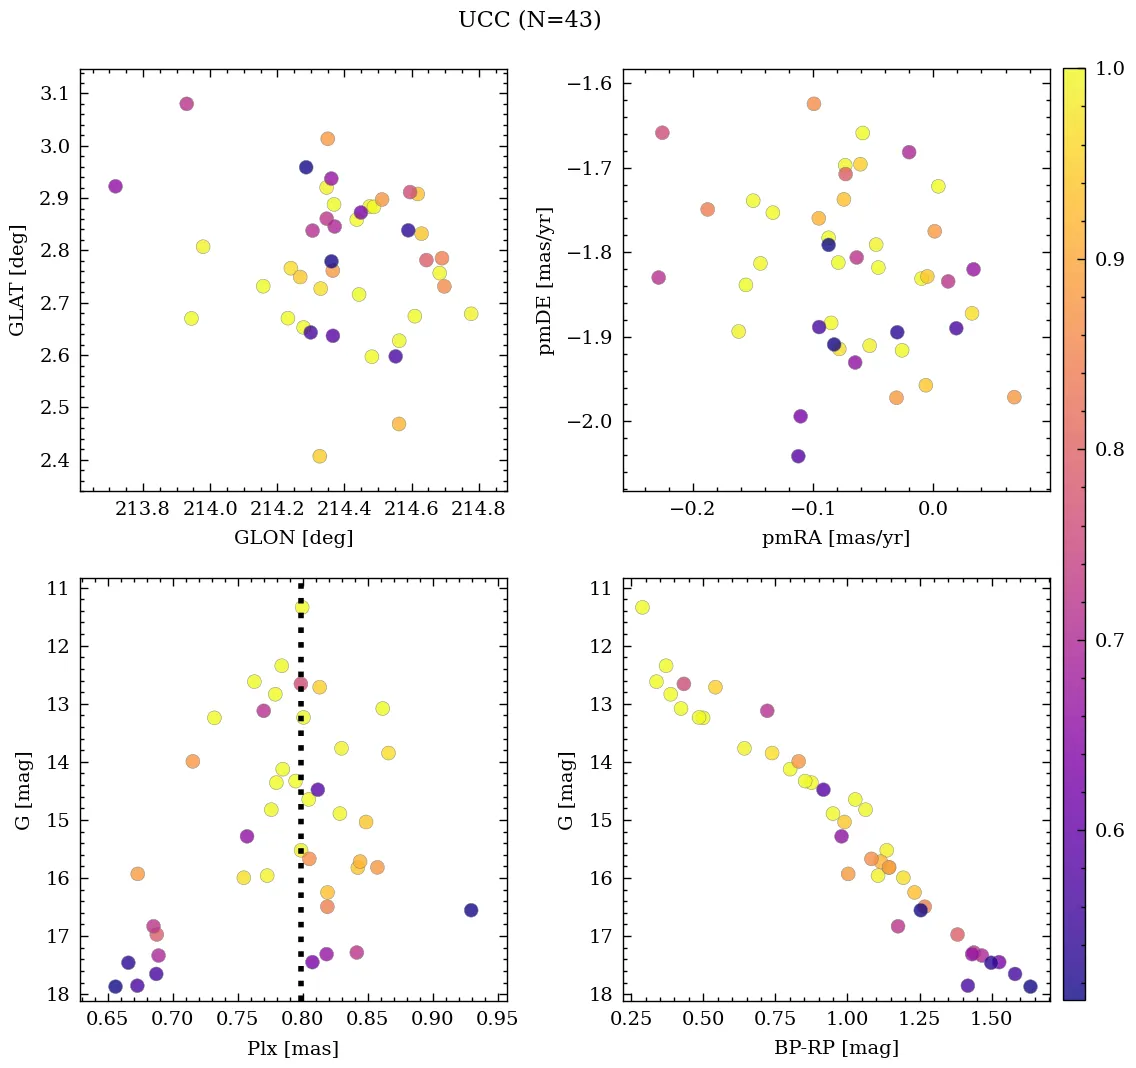 UCC (N=43)
3.1
3.0
2.9
2.8
2.7
2.6
2.5
2.4
GLAT [deg]
213.8 214.0 214.2 214.4 214.6 214.8
GLON [deg]
−1.6
−1.7
−1.8
−1.9
−2.0
pmDE [mas/yr]
−0.2 −0.1 0.0
pmRA [mas/yr]
11
12
13
14
15
16
17
18
G [mag]
0.65 0.70 0.75 0.80 0.85 0.90 0.95
Plx [mas]
11
12
13
14
15
16
17
18
G [mag]
0.25 0.50 0.75 1.00 1.25 1.50
BP-RP [mag]
1.0
0.9
0.8
0.7
0.6